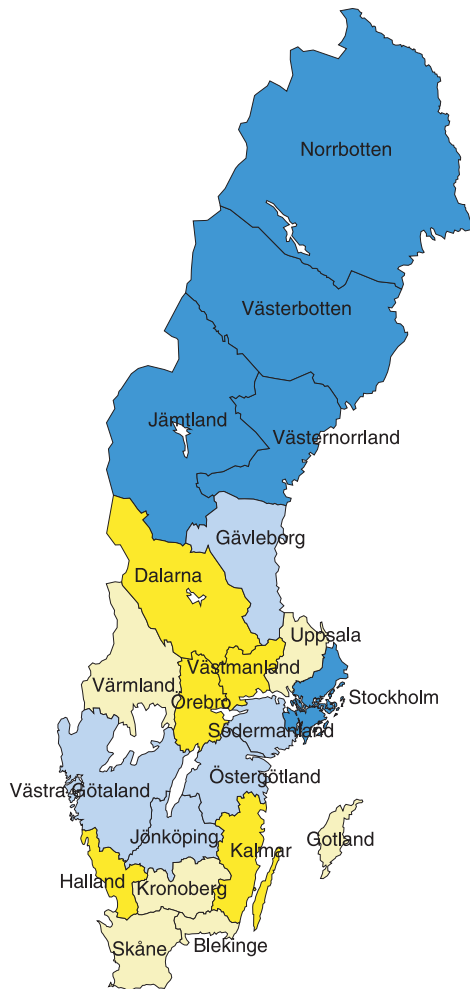 Norrbotten
Västerbotten
Jämtland
Västernorrland
Gävleborg
Dalarna
Uppsala
Västmanland
Värmland
Örebro
Stockholm
Södermanland
Östergötland
Västra Götaland
Jönköping
Gotland
Kalmar
Halland
Kronoberg
Blekinge
Skåne